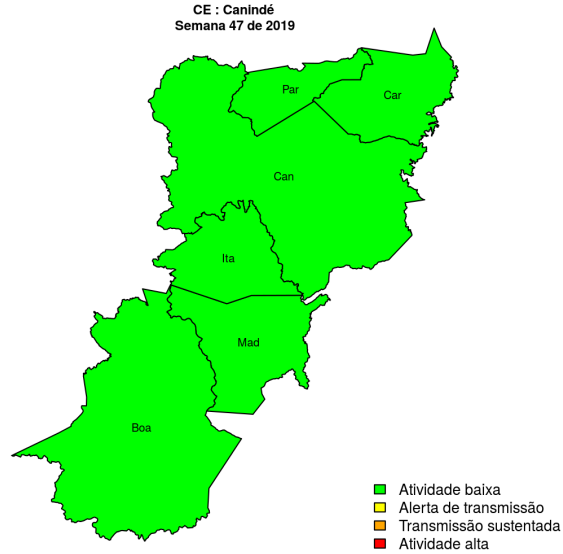 CE : Canindé
Semana 47 de 2019
Par
Car
Can
Ita
Mad
Boa
Atividade baixa
Alerta de transmissão
Transmissão sustentada
Atividade alta